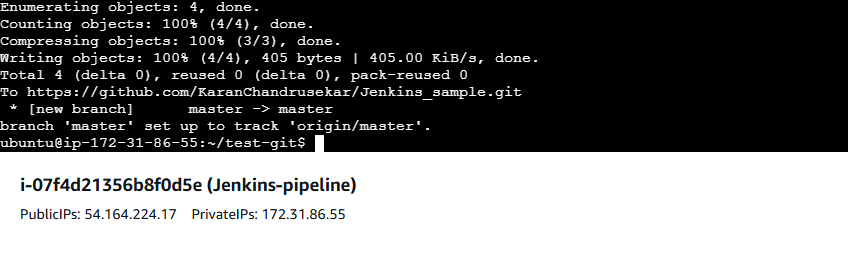 Enumerating objects: 4, done.
Counting objects: 100% (4/4), done.
Compressing objects: 100% (3/3), done.
Writing objects: 100% (4/4), 405 bytes | 405.00 KiB/s, done.
Total 4 (delta 0), reused 0 (delta 0), pack-reused 0
To https://github.com/KaranChandrusekar/Jenkins_sample.git
 * [new branch]      master -> master
branch 'master' set up to track 'origin/master'.
ubuntu@ip-172-31-86-55:~/test-git$
i-07f4d21356b8f0d5e (Jenkins-pipeline)
PublicIPs: 54.164.224.17    PrivateIPs: 172.31.86.55